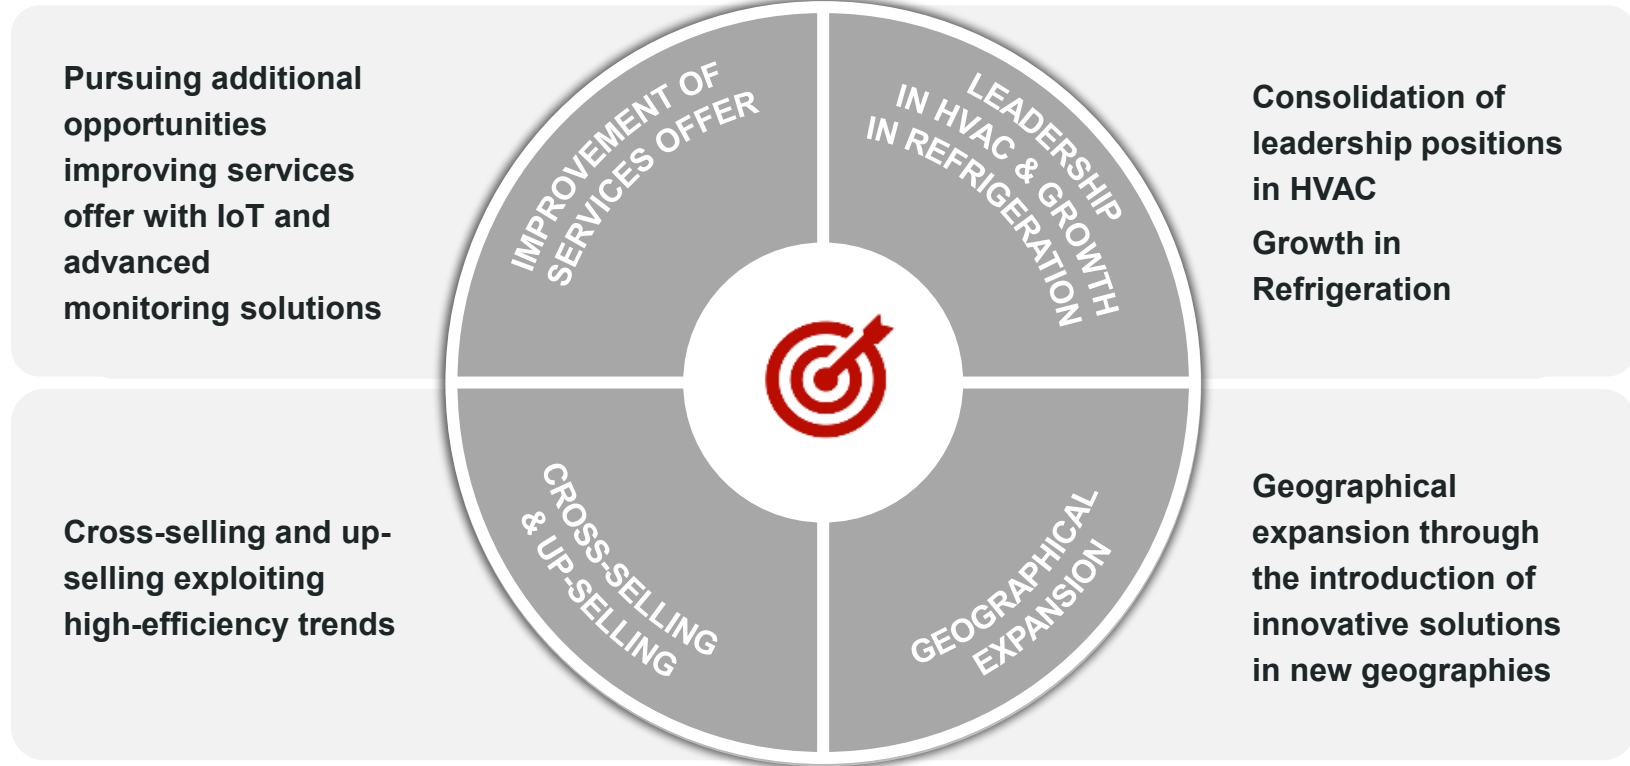 Pursuing additional
opportunities
improving services
offer with IoT and
advanced
monitoring solutions
IMPROVEMENT OF
SERVICES OFFER
LEADERSHIP
IN HVAC & GROWTH
IN REFRIGERATION
Consolidation of
leadership positions
in HVAC
Growth in
Refrigeration
Cross-selling and up-
selling exploiting
high-efficiency trends
CROSS-SELLING
& UP-SELLING
GEOGRAPHICAL
EXPANSION
Geographical
expansion through
the introduction of
innovative solutions
in new geographies